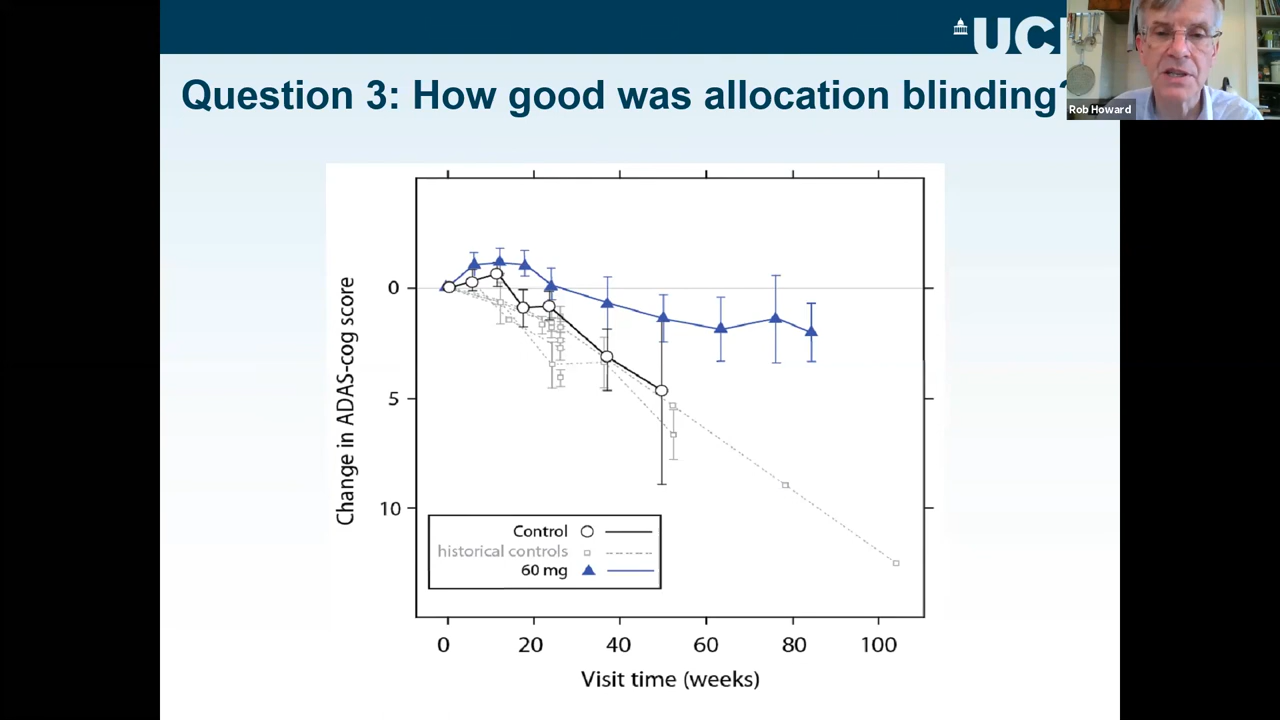 UCL
Rob Howard
Question 3: How good was allocation blinding?
Change in ADAS-cog score
0
5
10
Control
historical controls
60 mg
0 20 40 60 80 100
Visit time (weeks)